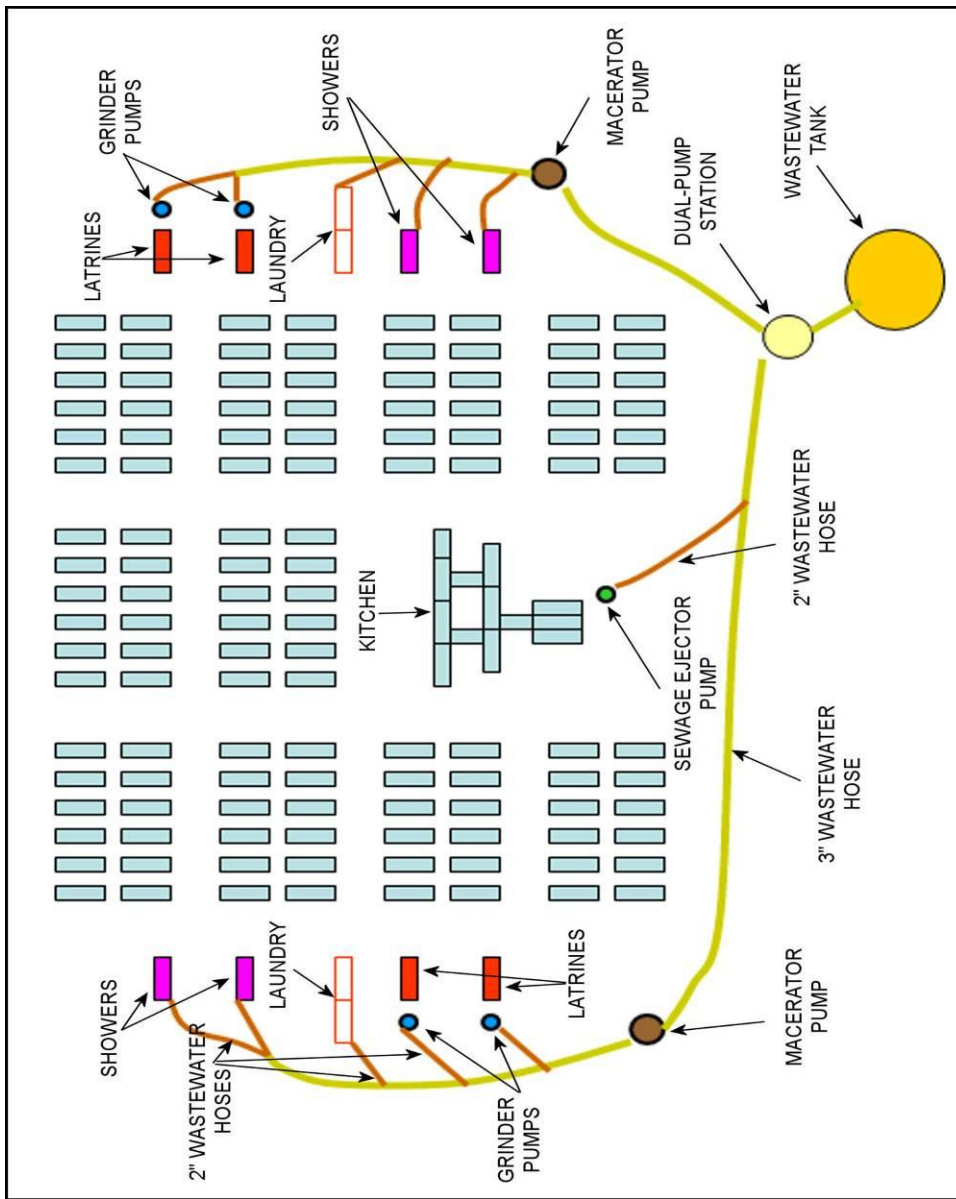 SHOWERS
2" WASTEWATER
HOSES
LAUNDRY
GRINDER
PUMPS
LATRINES
MACERATOR
PUMP
KITCHEN
SEWAGE EJECTOR
PUMP
3" WASTEWATER
HOSE
2" WASTEWATER
HOSE
LATRINES
GRINDER
PUMPS
LAUNDRY
SHOWERS
MACERATOR
PUMP
DUAL-PUMP
STATION
WASTEWATER
TANK